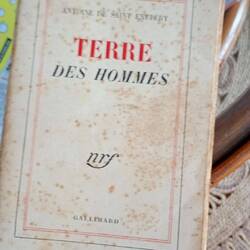 ANTOINE DE SAINT EXUPÉRY
TERRE
DES HOMMES
nrf
GALLIMARD